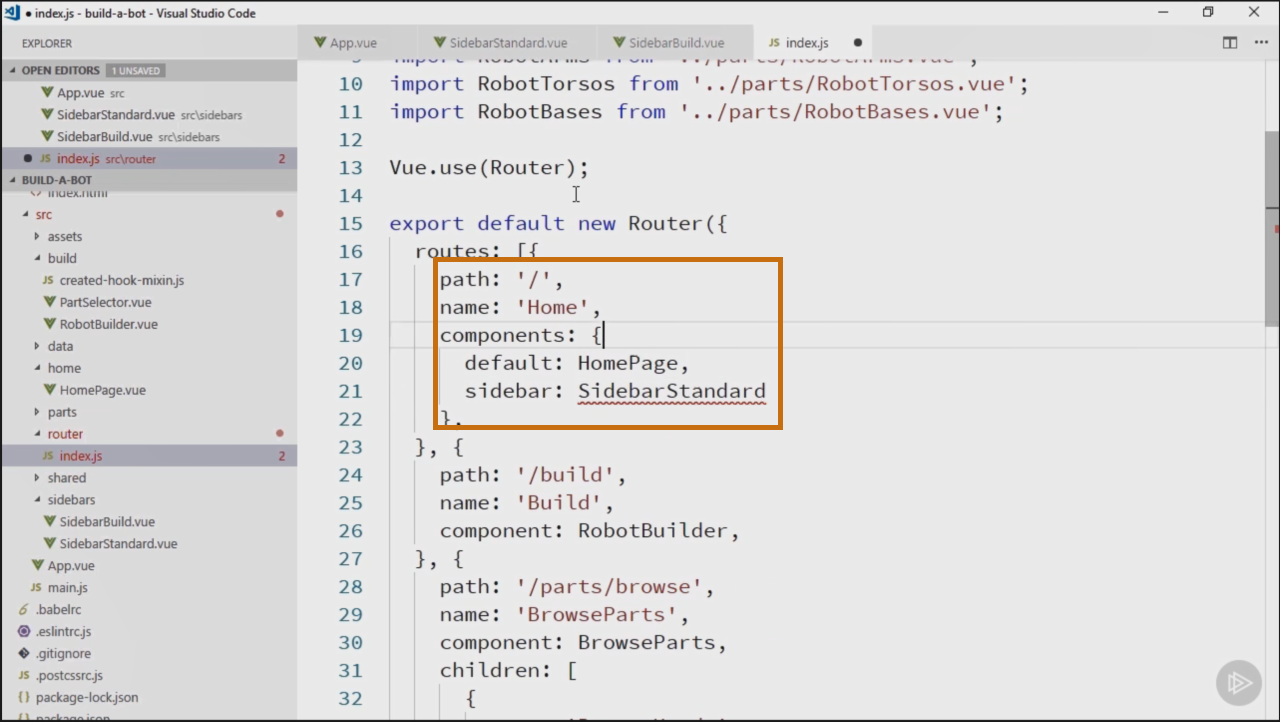 ● index.js - build-a-bot - Visual Studio Code
EXPLORER
OPEN EDITORS 1 UNSAVED
App.vue src
SidebarStandard.vue src\sidebars
SidebarBuild.vue src\sidebars
● JS index.js src\router 2
BUILD-A-BOT
<> index.html
src
assets
build
JS created-hook-mixin.js
PartSelector.vue
RobotBuilder.vue
data
home
HomePage.vue
parts
router
JS index.js 2
shared
sidebars
SidebarBuild.vue
SidebarStandard.vue
App.vue
JS main.js
.babelrc
.eslintrc.js
.gitignore
JS .postcssrc.js
{} package-lock.json
{} package.json
App.vue SidebarStandard.vue SidebarBuild.vue JS index.js ●
9 import RobotArms from '../parts/RobotArms.vue';
10 import RobotTorsos from '../parts/RobotTorsos.vue';
11 import RobotBases from '../parts/RobotBases.vue';
12
13 Vue.use(Router);
14
15 export default new Router({
16 routes: [{
17 path: '/',
18 name: 'Home',
19 components: {
20 default: HomePage,
21 sidebar: SidebarStandard
22 },
23 }, {
24 path: '/build',
25 name: 'Build',
26 component: RobotBuilder,
27 }, {
28 path: '/parts/browse',
29 name: 'BrowseParts',
30 component: BrowseParts,
31 children: [
32 {